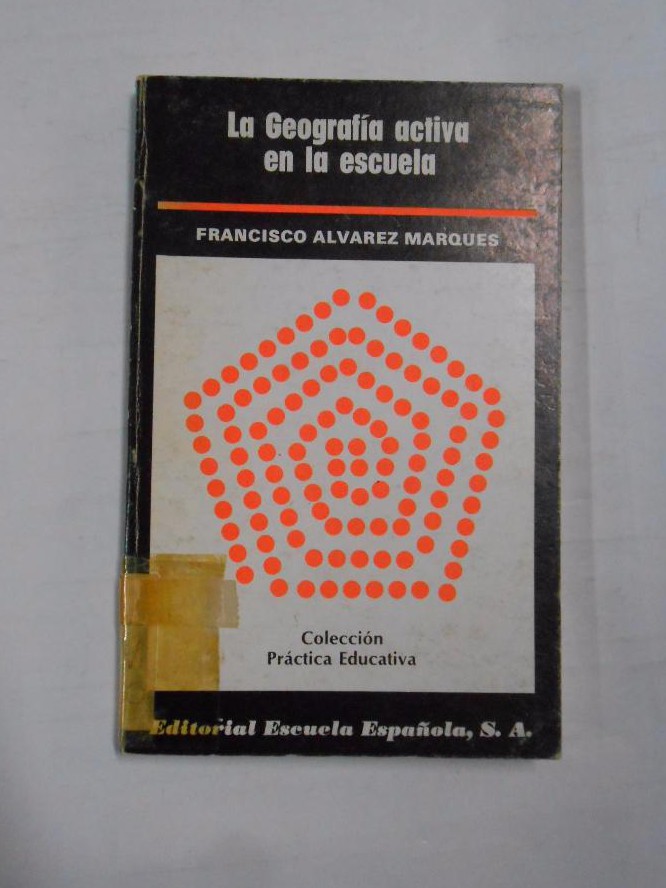 La Geografía activa
en la escuela
FRANCISCO ALVAREZ MARQUES
Colección
Práctica Educativa
Editorial Escuela Española, S. A.